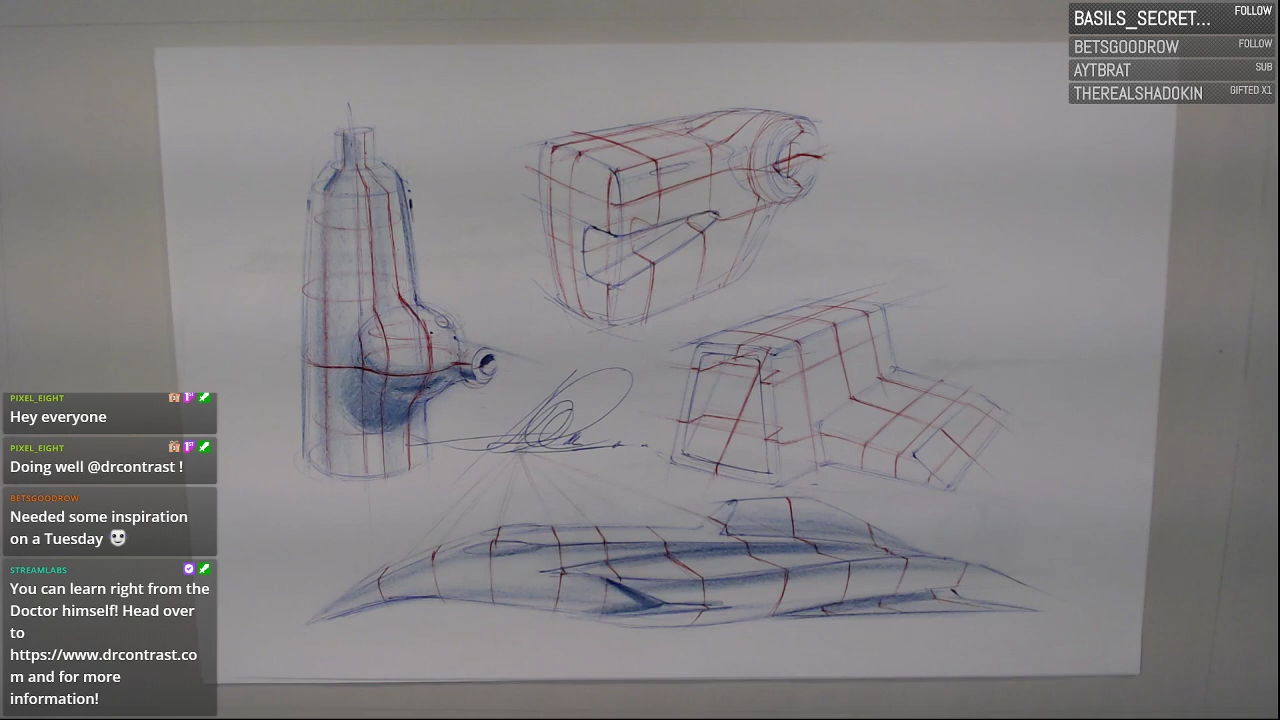 BASILS_SECRET... FOLLOW
BETSGOODROW FOLLOW
AYTBRAT SUB
THEREALSHADOKIN GIFTED X1
PIXEL_EIGHT
Hey everyone
PIXEL_EIGHT
Doing well @drcontrast !
BETSGOODROW
Needed some inspiration
on a Tuesday
STREAMLABS
You can learn right from the
Doctor himself! Head over
to
https://www.drcontrast.co
m and for more
information!